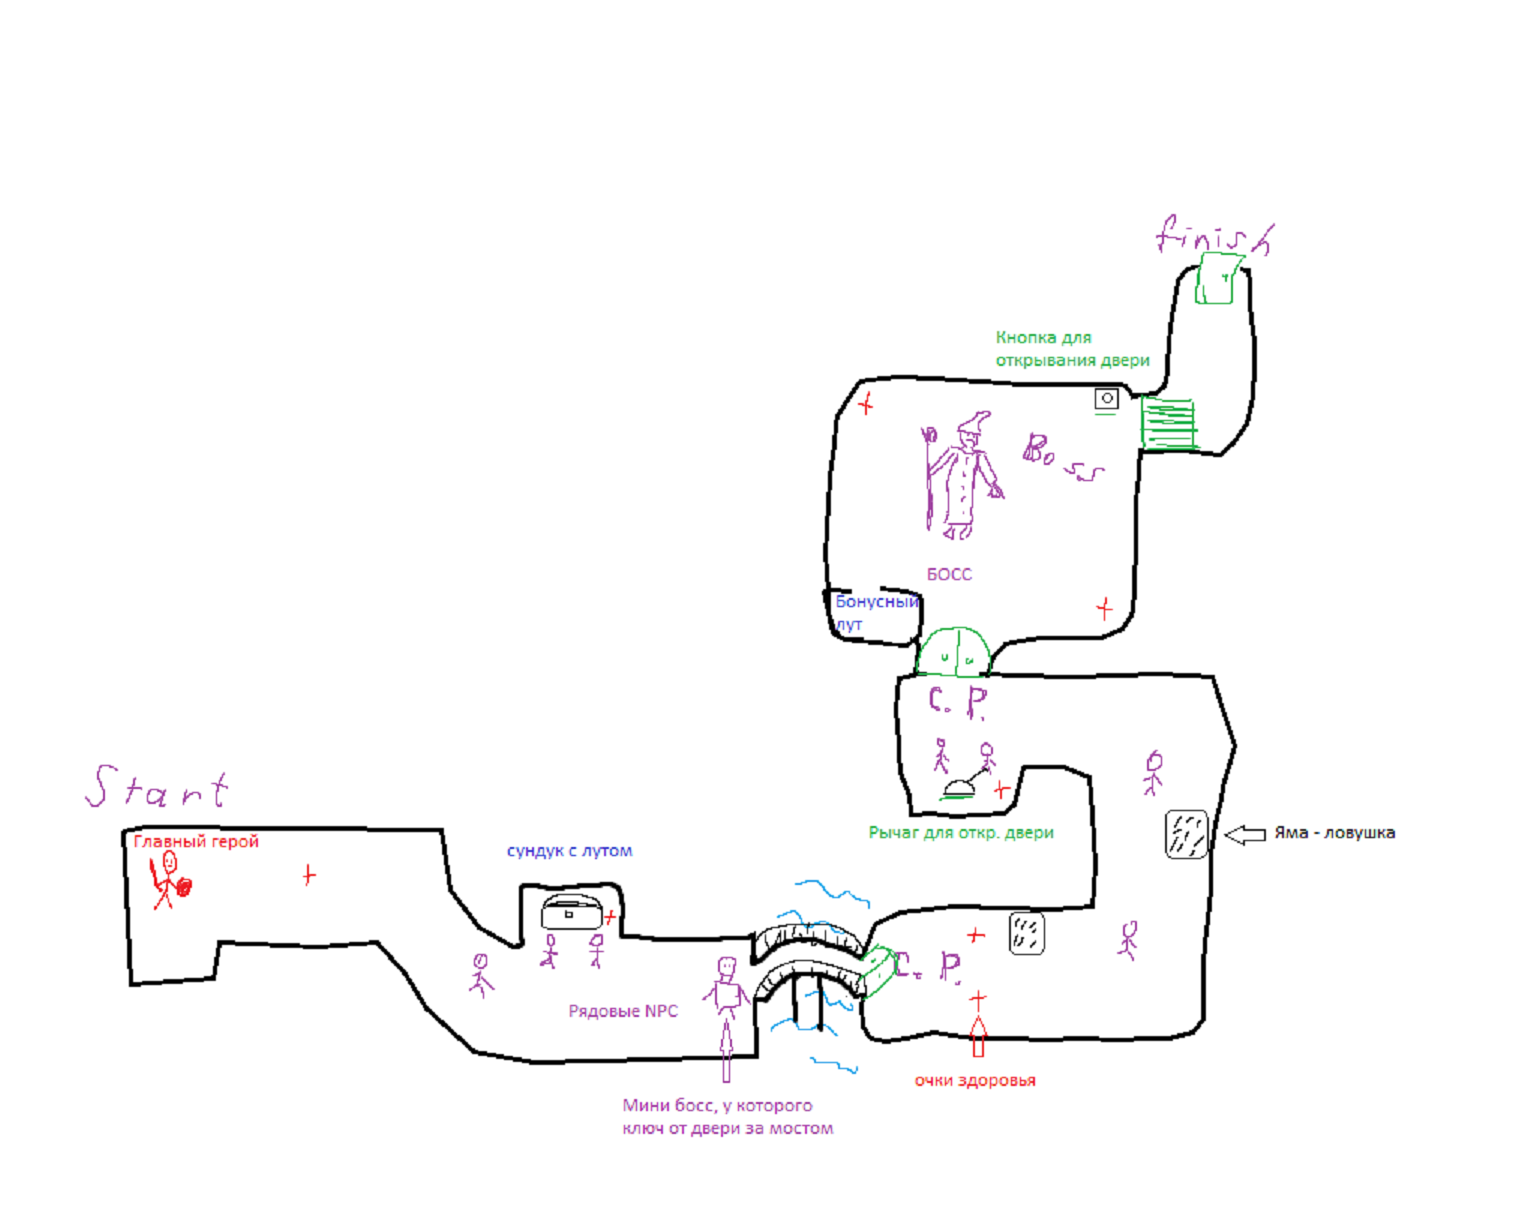 finish
Кнопка для
открывания двери
Boss
БОСС
Бонусный
лут
C. P.
Start
Главный герой
Рычаг для откр. двери
Яма - ловушка
сундук с лутом
C. P.
Рядовые NPC
очки здоровья
Мини босс, у которого
ключ от двери за мостом